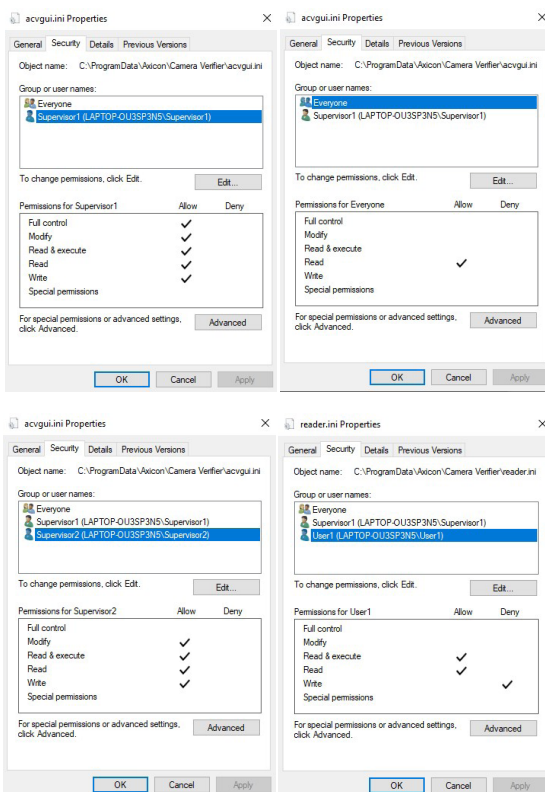 acvgui.ini Properties
General Security Details Previous Versions
Object name: C:\ProgramData\Axicon\Camera Verifier\acvgui.ini
Group or user names:
Everyone
Supervisor1 (LAPTOP-OU3SP3N5\Supervisor1)
To change permissions, click Edit.
Edit...
Permissions for Supervisor1 Allow Deny
Full control
Modify
Read & execute
Read
Write
Special permissions
For special permissions or advanced settings,
click Advanced.
Advanced
OK Cancel Apply
acvgui.ini Properties
General Security Details Previous Versions
Object name: C:\ProgramData\Axicon\Camera Verifier\acvgui.ini
Group or user names:
Everyone
Supervisor1 (LAPTOP-OU3SP3N5\Supervisor1)
To change permissions, click Edit.
Edit...
Permissions for Everyone Allow Deny
Full control
Modify
Read & execute
Read
Write
Special permissions
For special permissions or advanced settings,
click Advanced.
Advanced
OK Cancel Apply
acvgui.ini Properties
General Security Details Previous Versions
Object name: C:\ProgramData\Axicon\Camera Verifier\acvgui.ini
Group or user names:
Everyone
Supervisor1 (LAPTOP-OU3SP3N5\Supervisor1)
Supervisor2 (LAPTOP-OU3SP3N5\Supervisor2)
To change permissions, click Edit.
Edit...
Permissions for Supervisor2 Allow Deny
Full control
Modify
Read & execute
Read
Write
Special permissions
For special permissions or advanced settings,
click Advanced.
Advanced
OK Cancel Apply
reader.ini Properties
General Security Details Previous Versions
Object name: C:\ProgramData\Axicon\Camera Verifier\reader.ini
Group or user names:
Everyone
Supervisor1 (LAPTOP-OU3SP3N5\Supervisor1)
User1 (LAPTOP-OU3SP3N5\User1)
To change permissions, click Edit.
Edit...
Permissions for User1 Allow Deny
Full control
Modify
Read & execute
Read
Write
Special permissions
For special permissions or advanced settings,
click Advanced.
Advanced
OK Cancel Apply